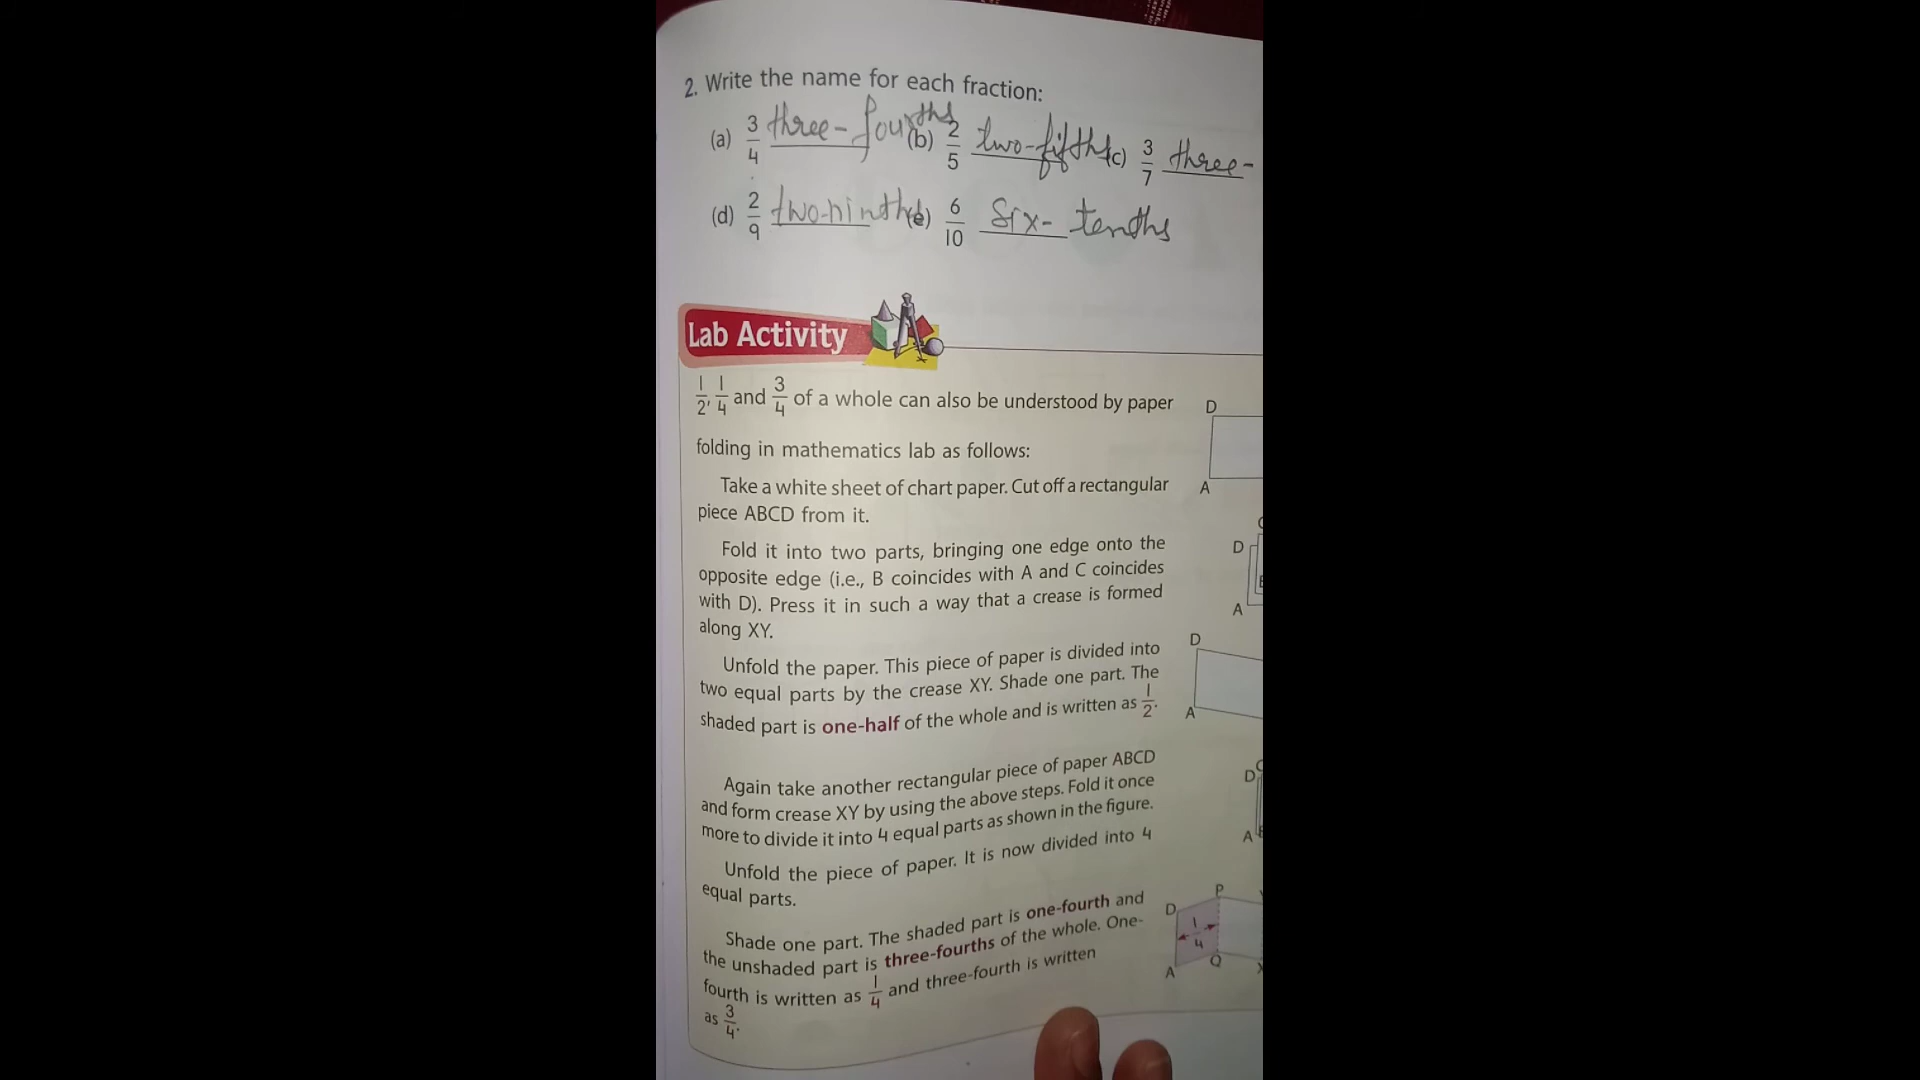 2. Write the name for each fraction:
(a) 3/4 three-fourths (b) 2/5 two-fifths (c) 3/7 three-
(d) 2/9 two-ninths (e) 6/10 Six-tenths
Lab Activity
1/2, 1/4 and 3/4 of a whole can also be understood by paper
folding in mathematics lab as follows:
Take a white sheet of chart paper. Cut off a rectangular
piece ABCD from it.
Fold it into two parts, bringing one edge onto the
opposite edge (i.e., B coincides with A and C coincides
with D). Press it in such a way that a crease is formed
along XY.
Unfold the paper. This piece of paper is divided into
two equal parts by the crease XY. Shade one part. The
shaded part is one-half of the whole and is written as 1/2.
Again take another rectangular piece of paper ABCD
and form crease XY by using the above steps. Fold it once
more to divide it into 4 equal parts as shown in the figure.
Unfold the piece of paper. It is now divided into 4
equal parts.
Shade one part. The shaded part is one-fourth and
the unshaded part is three-fourths of the whole. One-
fourth is written as 1/4 and three-fourth is written
as 3/4.
D
A
D
A
D
A
D
A
P
D
1/4
A
Q